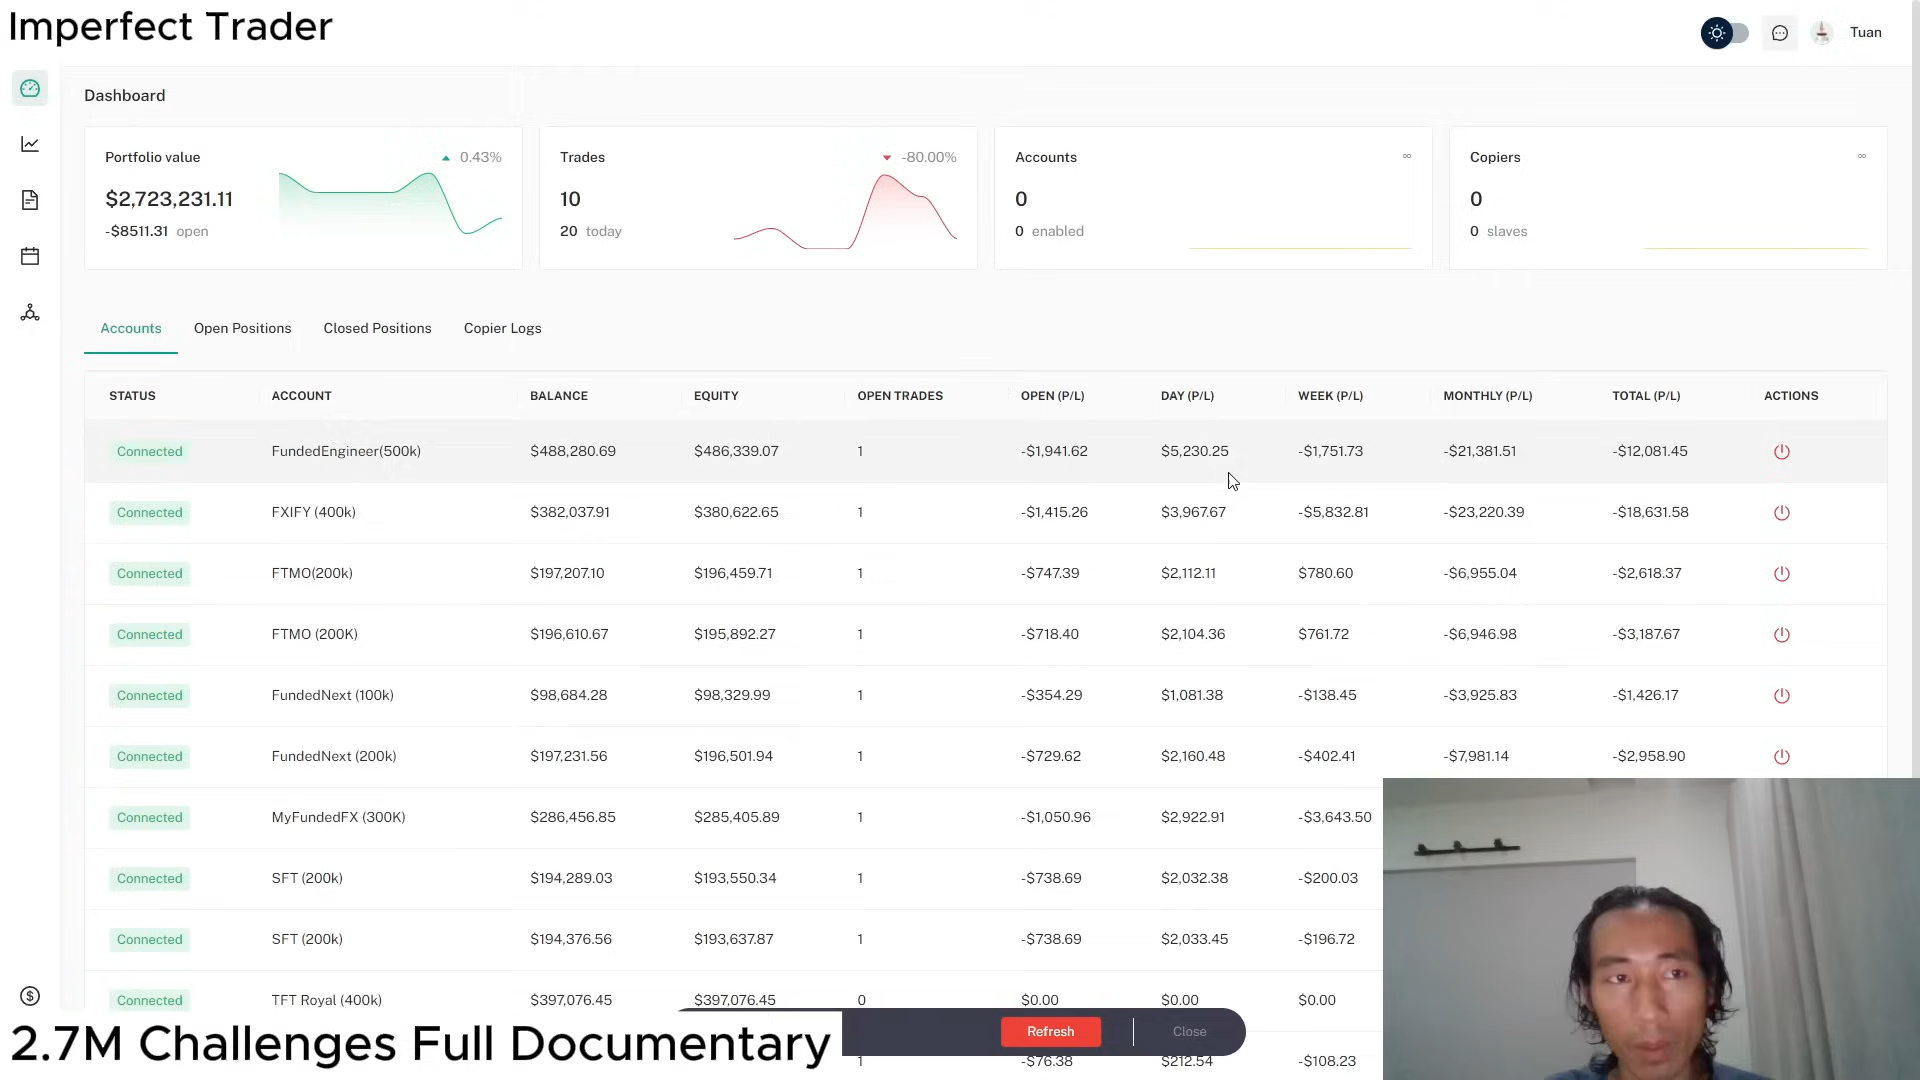 Imperfect Trader
Tuan
Dashboard
Portfolio value 0.43%
$2,723,231.11
-$8511.31 open
Trades -80.00%
10
20 today
Accounts ∞
0
0 enabled
Copiers ∞
0
0 slaves
Accounts Open Positions Closed Positions Copier Logs
STATUS ACCOUNT BALANCE EQUITY OPEN TRADES OPEN (P/L) DAY (P/L) WEEK (P/L) MONTHLY (P/L) TOTAL (P/L) ACTIONS
Connected FundedEngineer(500k) $488,280.69 $486,339.07 1 -$1,941.62 $5,230.25 -$1,751.73 -$21,381.51 -$12,081.45
Connected FXIFY (400k) $382,037.91 $380,622.65 1 -$1,415.26 $3,967.67 -$5,832.81 -$23,220.39 -$18,631.58
Connected FTMO(200k) $197,207.10 $196,459.71 1 -$747.39 $2,112.11 $780.60 -$6,955.04 -$2,618.37
Connected FTMO (200K) $196,610.67 $195,892.27 1 -$718.40 $2,104.36 $761.72 -$6,946.98 -$3,187.67
Connected FundedNext (100k) $98,684.28 $98,329.99 1 -$354.29 $1,081.38 -$138.45 -$3,925.83 -$1,426.17
Connected FundedNext (200k) $197,231.56 $196,501.94 1 -$729.62 $2,160.48 -$402.41 -$7,981.14 -$2,958.90
Connected MyFundedFX (300K) $286,456.85 $285,405.89 1 -$1,050.96 $2,922.91 -$3,643.50
Connected SFT (200k) $194,289.03 $193,550.34 1 -$738.69 $2,032.38 -$200.03
Connected SFT (200k) $194,376.56 $193,637.87 1 -$738.69 $2,033.45 -$196.72
Connected TFT Royal (400k) $397,076.45 $397,076.45 0 $0.00 $0.00 $0.00
Refresh Close
1 -$76.38 $212.54 -$108.23
2.7M Challenges Full Documentary